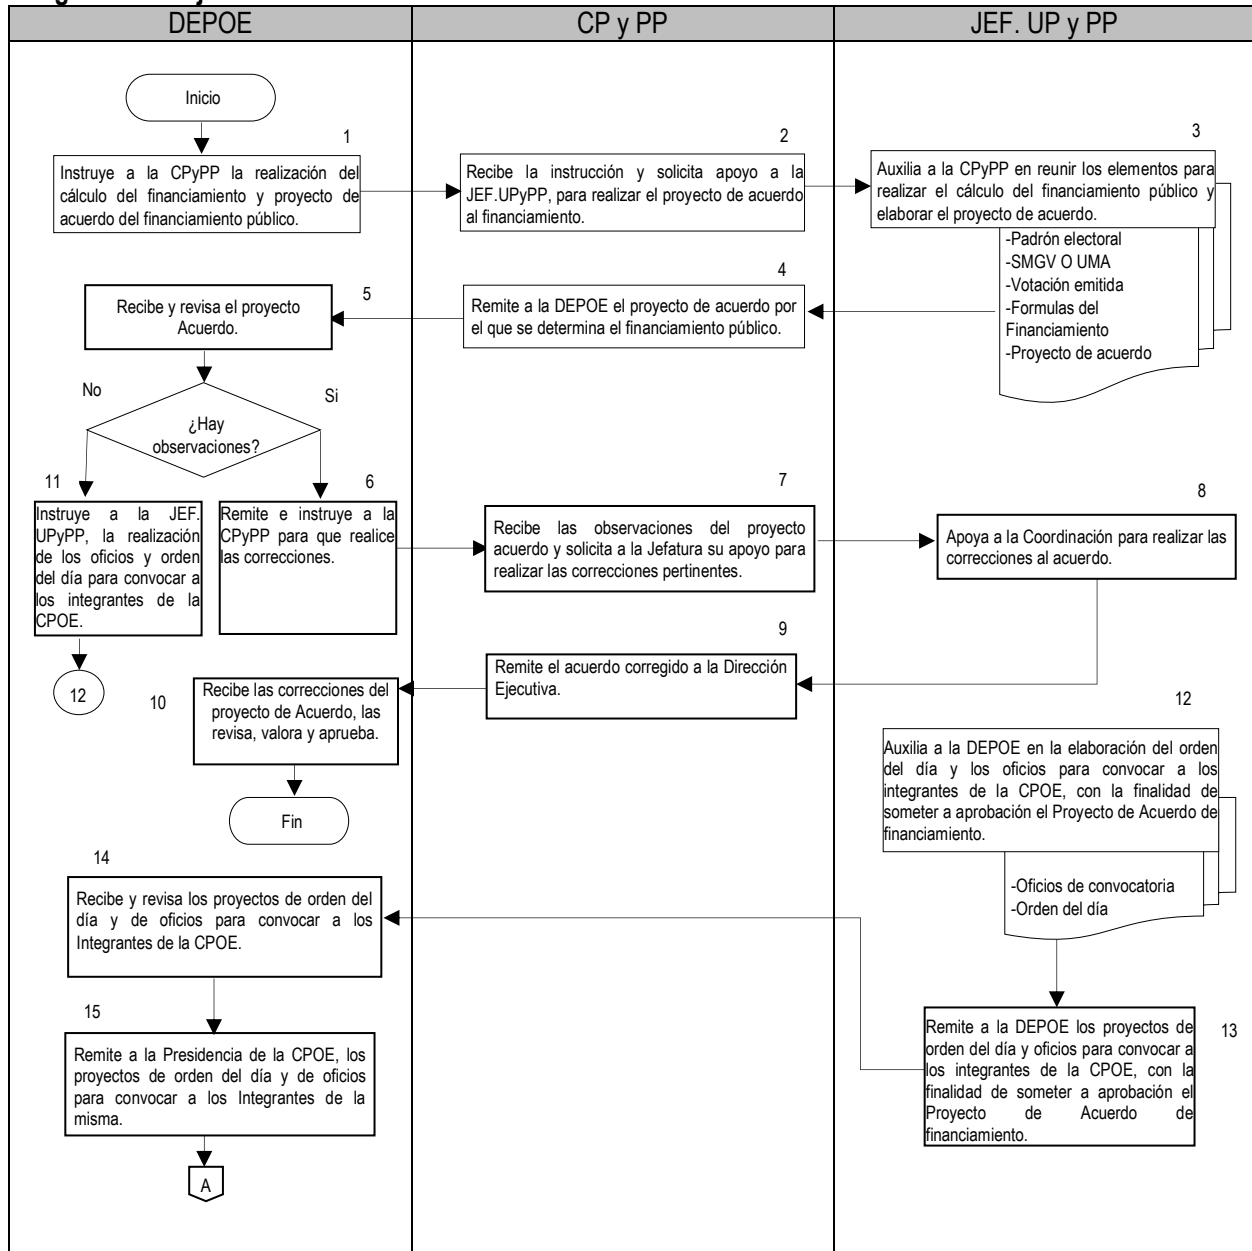 DEPOE
CP y PP
JEF. UP y PP
Inicio
1
Instruye a la CPyPP la realización del
cálculo del financiamiento y proyecto de
acuerdo del financiamiento público.
2
Recibe la instrucción y solicita apoyo a la
JEF.UPyPP, para realizar el proyecto de acuerdo
al financiamiento.
3
Auxilia a la CPyPP en reunir los elementos para
realizar el cálculo del financiamiento público y
elaborar el proyecto de acuerdo.
-Padrón electoral
-SMGV O UMA
-Votación emitida
-Formulas del
Financiamiento
-Proyecto de acuerdo
4
Remite a la DEPOE el proyecto de acuerdo por
el que se determina el financiamiento público.
5
Recibe y revisa el proyecto
Acuerdo.
No
Si
¿Hay
observaciones?
11
Instruye a la JEF.
UPyPP, la realización
de los oficios y orden
del día para convocar a
los integrantes de la
CPOE.
12
6
Remite e instruye a la
CPyPP para que realice
las correcciones.
7
Recibe las observaciones del proyecto
acuerdo y solicita a la Jefatura su apoyo para
realizar las correcciones pertinentes.
8
Apoya a la Coordinación para realizar las
correcciones al acuerdo.
9
Remite el acuerdo corregido a la Dirección
Ejecutiva.
10
Recibe las correcciones del
proyecto de Acuerdo, las
revisa, valora y aprueba.
Fin
12
Auxilia a la DEPOE en la elaboración del orden
del día y los oficios para convocar a los
integrantes de la CPOE, con la finalidad de
someter a aprobación el Proyecto de Acuerdo de
financiamiento.
-Oficios de convocatoria
-Orden del día
13
Remite a la DEPOE los proyectos de
orden del día y oficios para convocar a
los integrantes de la CPOE, con la
finalidad de someter a aprobación el
Proyecto de Acuerdo de
financiamiento.
14
Recibe y revisa los proyectos de orden del
día y de oficios para convocar a los
Integrantes de la CPOE.
15
Remite a la Presidencia de la CPOE, los
proyectos de orden del día y de oficios
para convocar a los Integrantes de la
misma.
A